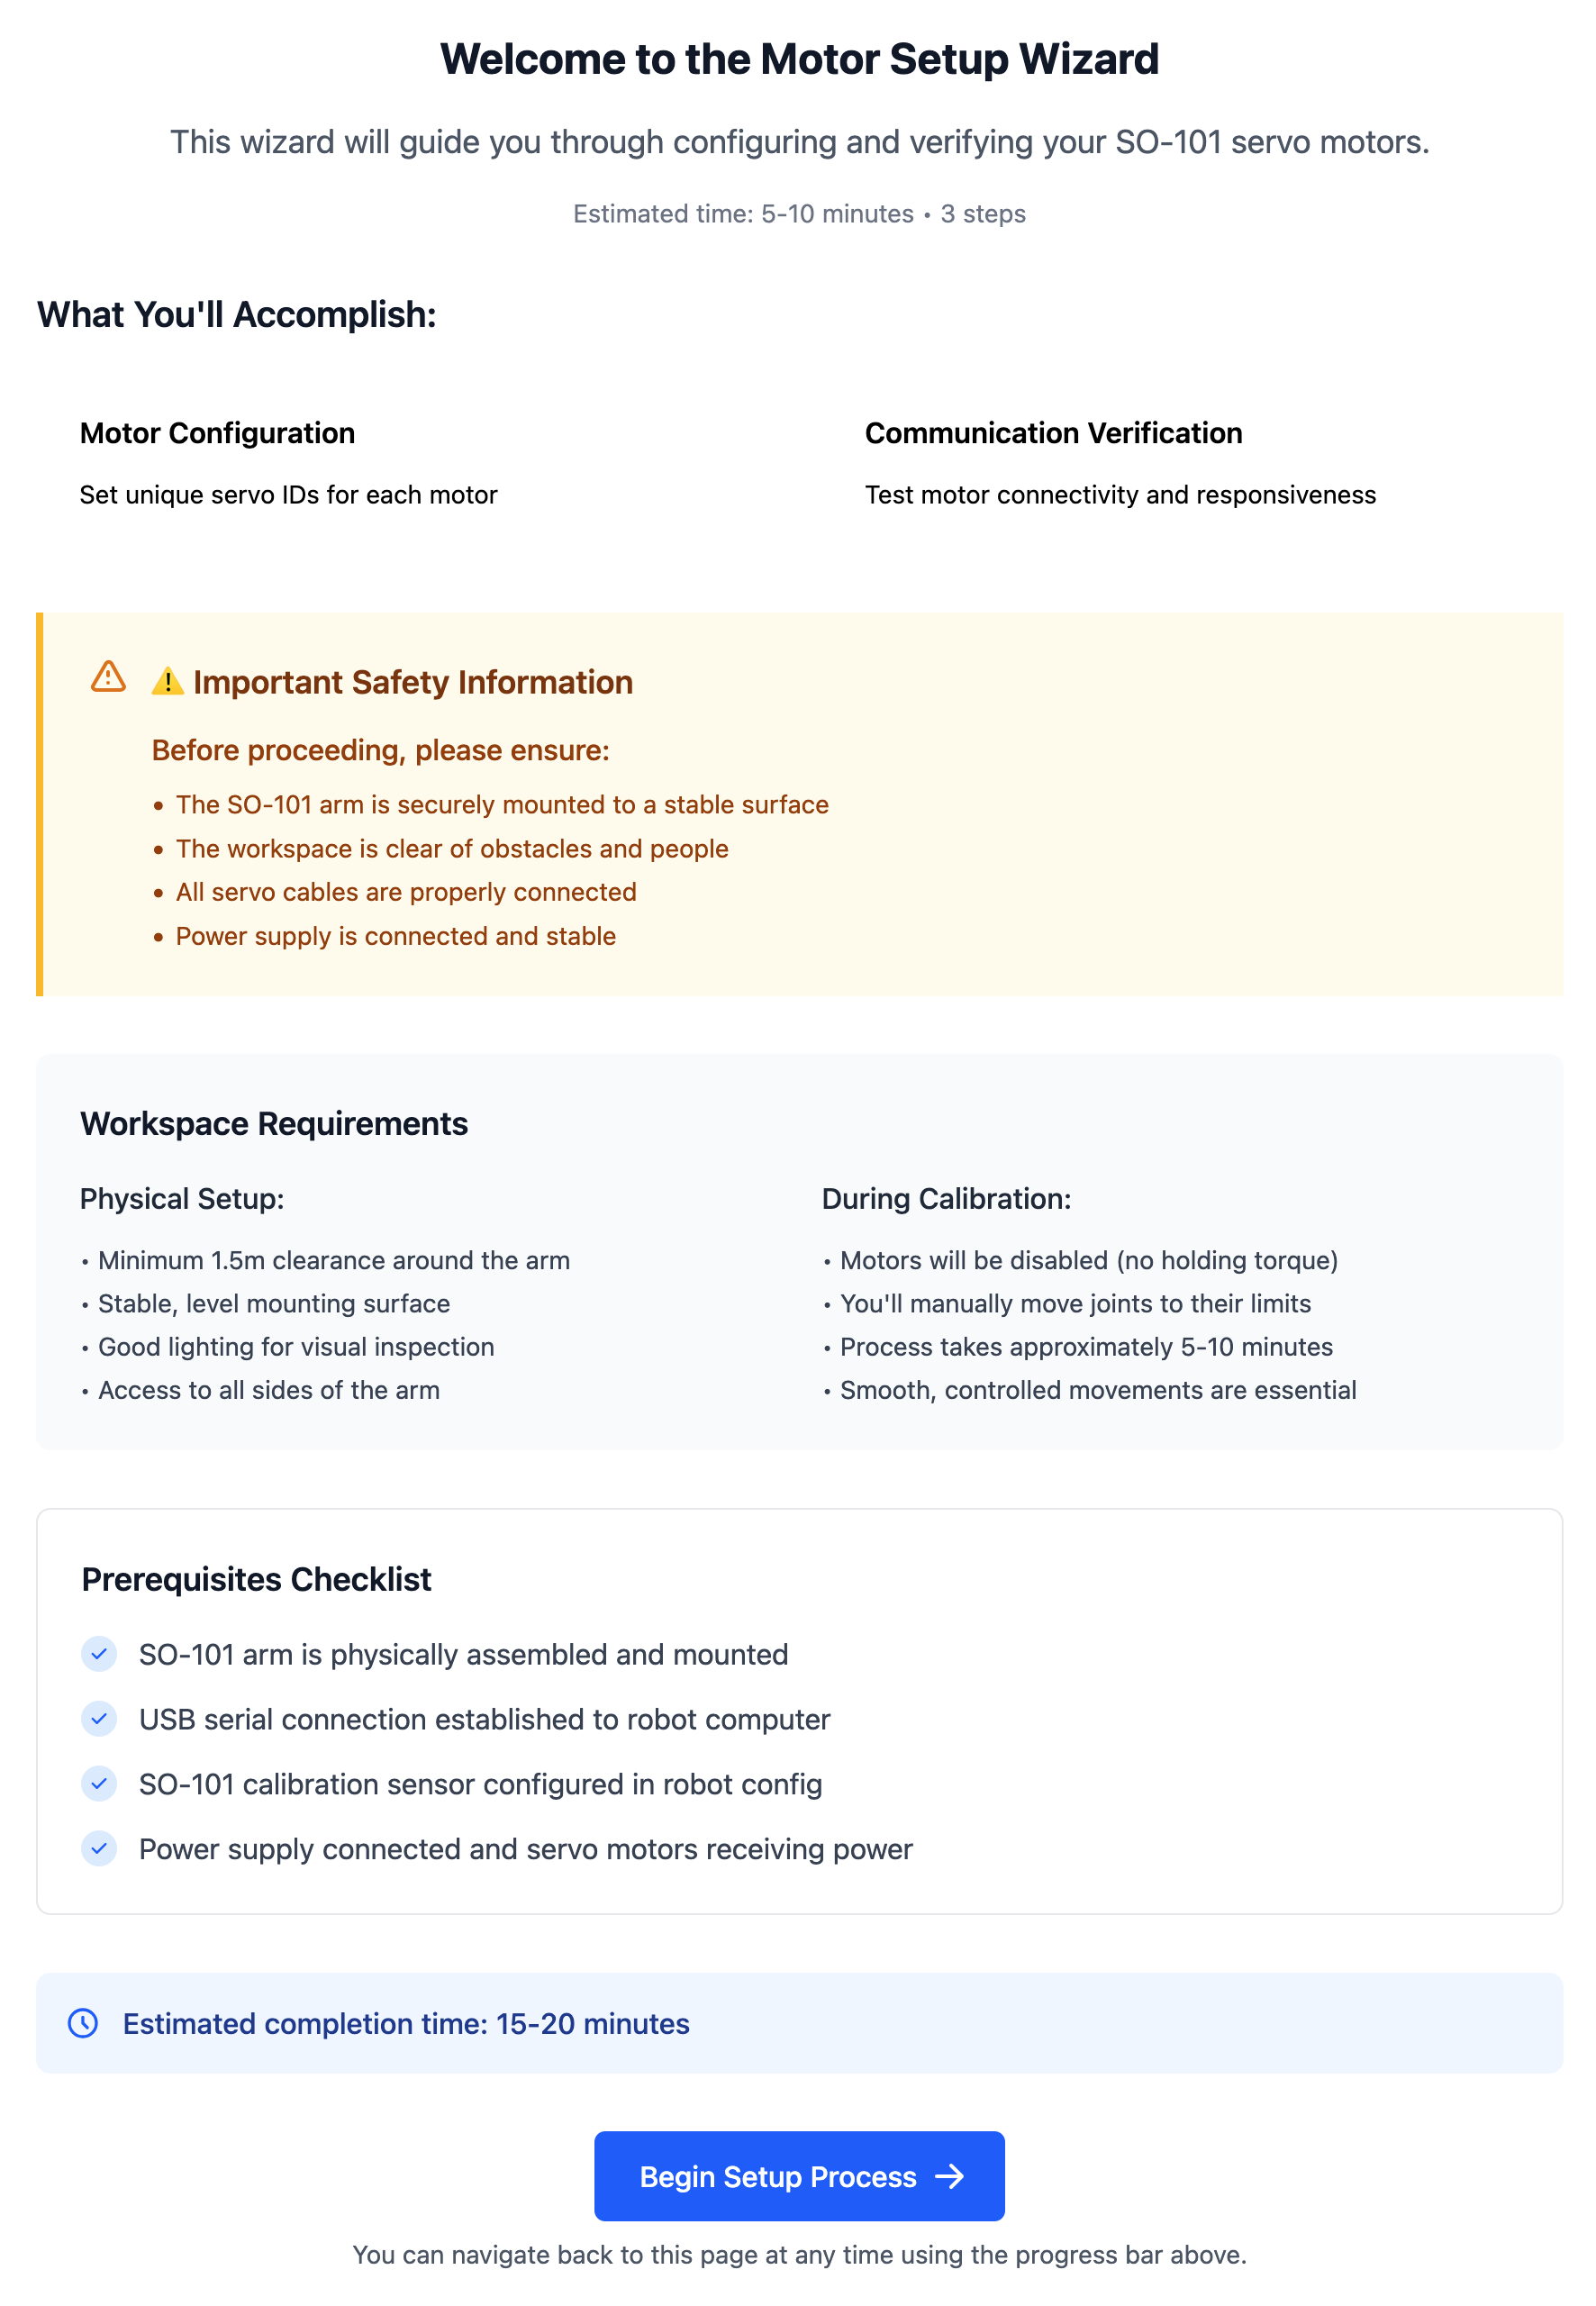 Welcome to the Motor Setup Wizard
This wizard will guide you through configuring and verifying your SO-101 servo motors.
Estimated time: 5-10 minutes • 3 steps
What You'll Accomplish:
Motor Configuration
Set unique servo IDs for each motor
Communication Verification
Test motor connectivity and responsiveness
⚠️ Important Safety Information
Before proceeding, please ensure:
• The SO-101 arm is securely mounted to a stable surface
• The workspace is clear of obstacles and people
• All servo cables are properly connected
• Power supply is connected and stable
Workspace Requirements
Physical Setup:
• Minimum 1.5m clearance around the arm
• Stable, level mounting surface
• Good lighting for visual inspection
• Access to all sides of the arm
During Calibration:
• Motors will be disabled (no holding torque)
• You'll manually move joints to their limits
• Process takes approximately 5-10 minutes
• Smooth, controlled movements are essential
Prerequisites Checklist
SO-101 arm is physically assembled and mounted
USB serial connection established to robot computer
SO-101 calibration sensor configured in robot config
Power supply connected and servo motors receiving power
Estimated completion time: 15-20 minutes
Begin Setup Process →
You can navigate back to this page at any time using the progress bar above.